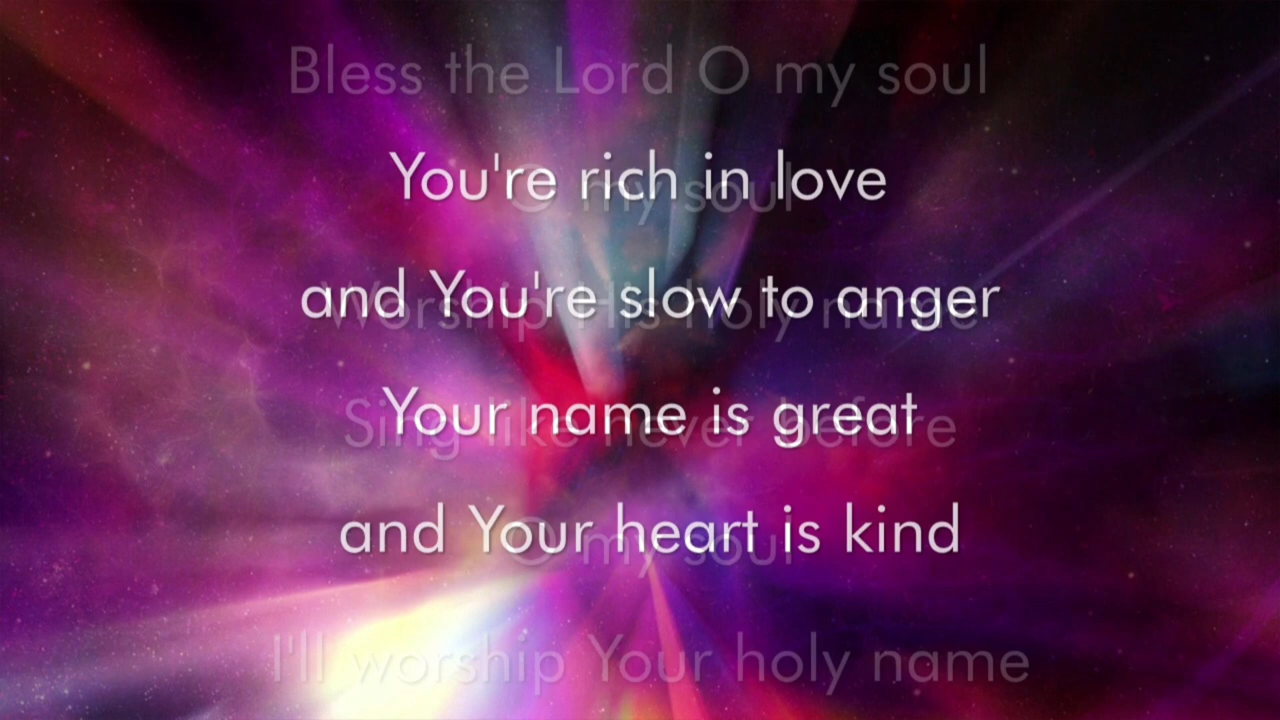 Bless the Lord O my soul
You're rich in love
O my soul
and You're slow to anger
Worship His holy name
Your name is great
Sing like never before
and Your heart is kind
O my soul
I'll worship Your holy name